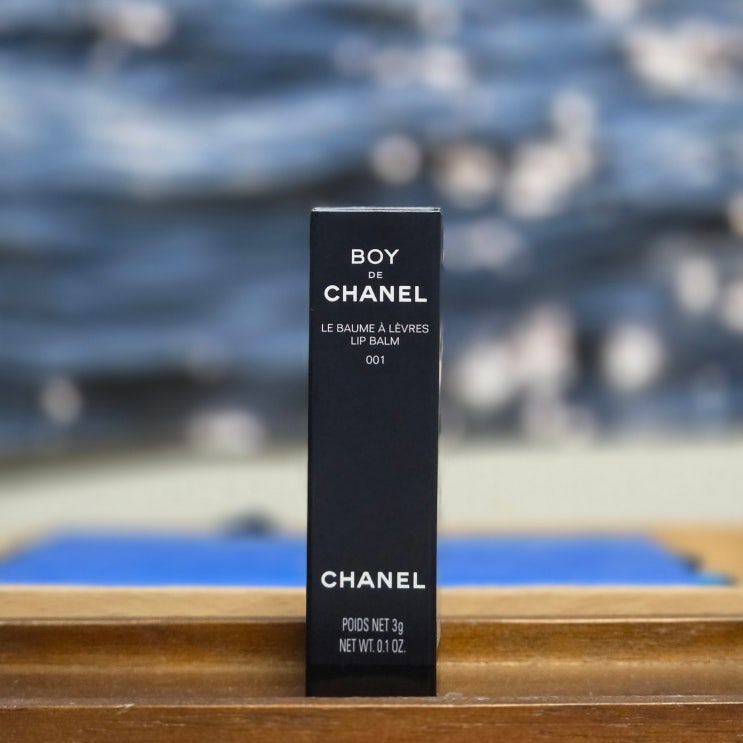 BOY
DE
CHANEL
LE BAUME À LÈVRES
LIP BALM
001
CHANEL
POIDS NET 3g
NET WT. 0.1 OZ.